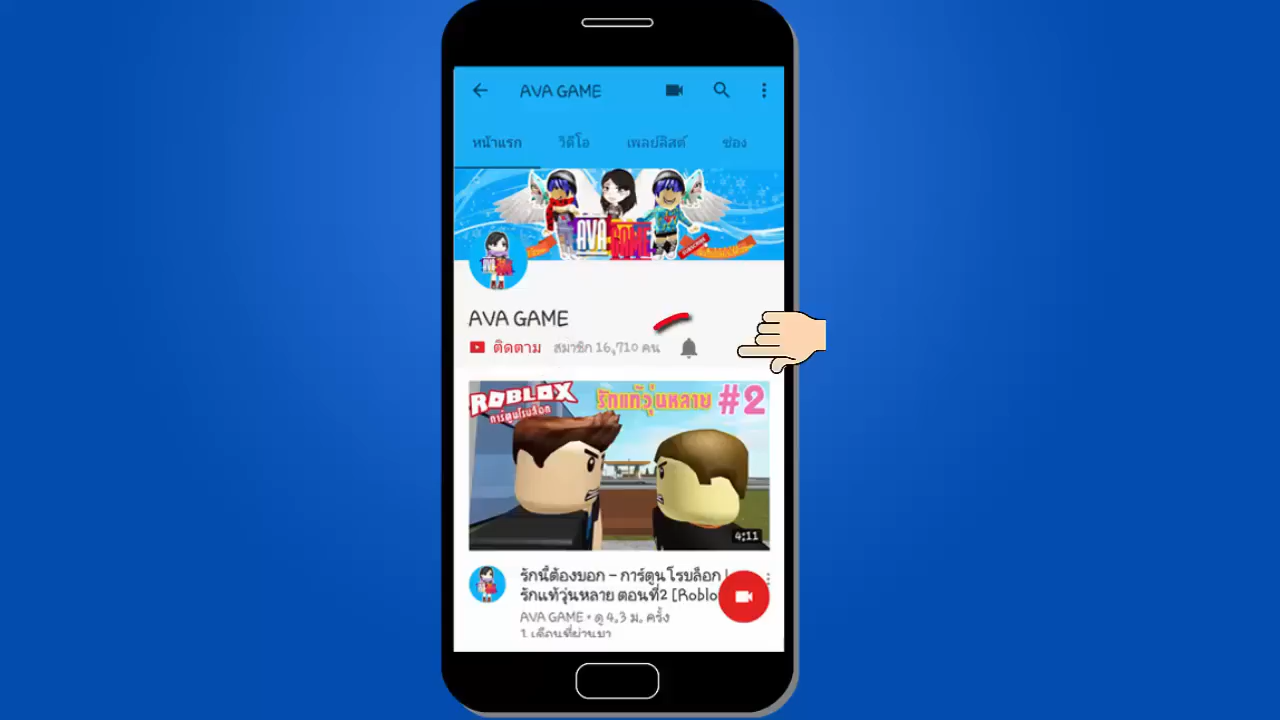 AVA GAME
หน้าแรก วิดีโอ เพลย์ลิสต์ ช่อง
AVA GAME
AVA GAME
ติดตาม สมาชิก 16,710 คน
ROBLOX รักแท้วุ่นหลาย #2
การ์ตูนโรบล็อก
4:11
รักนี้ต้องบอก - การ์ตูน โรบล็อก |
รักแท้วุ่นหลาย ตอนที่2 [Roblo
AVA GAME • ดู 4.3 ม. ครั้ง
1 เดือนที่ผ่านมา